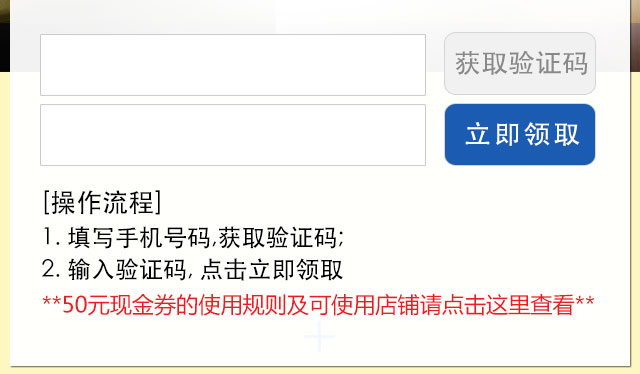 获取验证码
立即领取
[操作流程]
1. 填写手机号码,获取验证码;
2. 输入验证码, 点击立即领取
**50元现金券的使用规则及可使用店铺请点击这里查看**